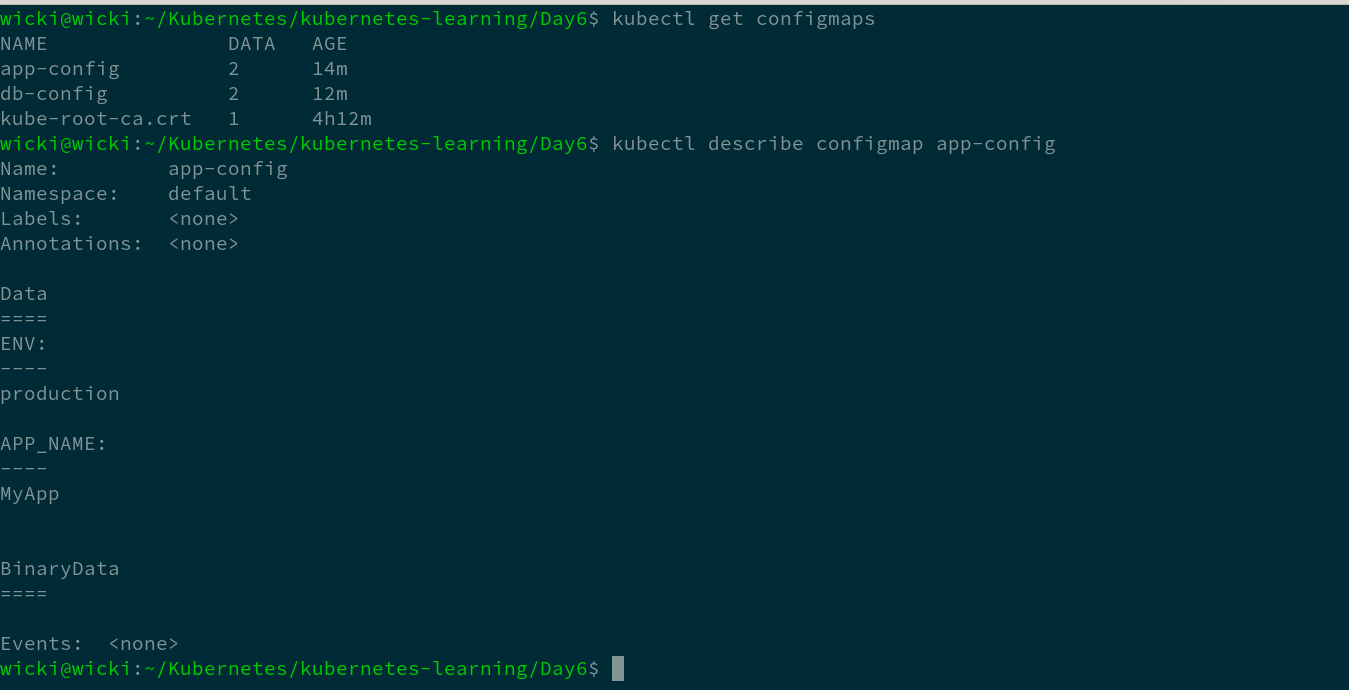 wicki@wicki:~/Kubernetes/kubernetes-learning/Day6$ kubectl get configmaps
NAME               DATA   AGE
app-config         2      14m
db-config          2      12m
kube-root-ca.crt   1      4h12m
wicki@wicki:~/Kubernetes/kubernetes-learning/Day6$ kubectl describe configmap app-config
Name:         app-config
Namespace:    default
Labels:       <none>
Annotations:  <none>

Data
====
ENV:
----
production

APP_NAME:
----
MyApp


BinaryData
====

Events:  <none>
wicki@wicki:~/Kubernetes/kubernetes-learning/Day6$